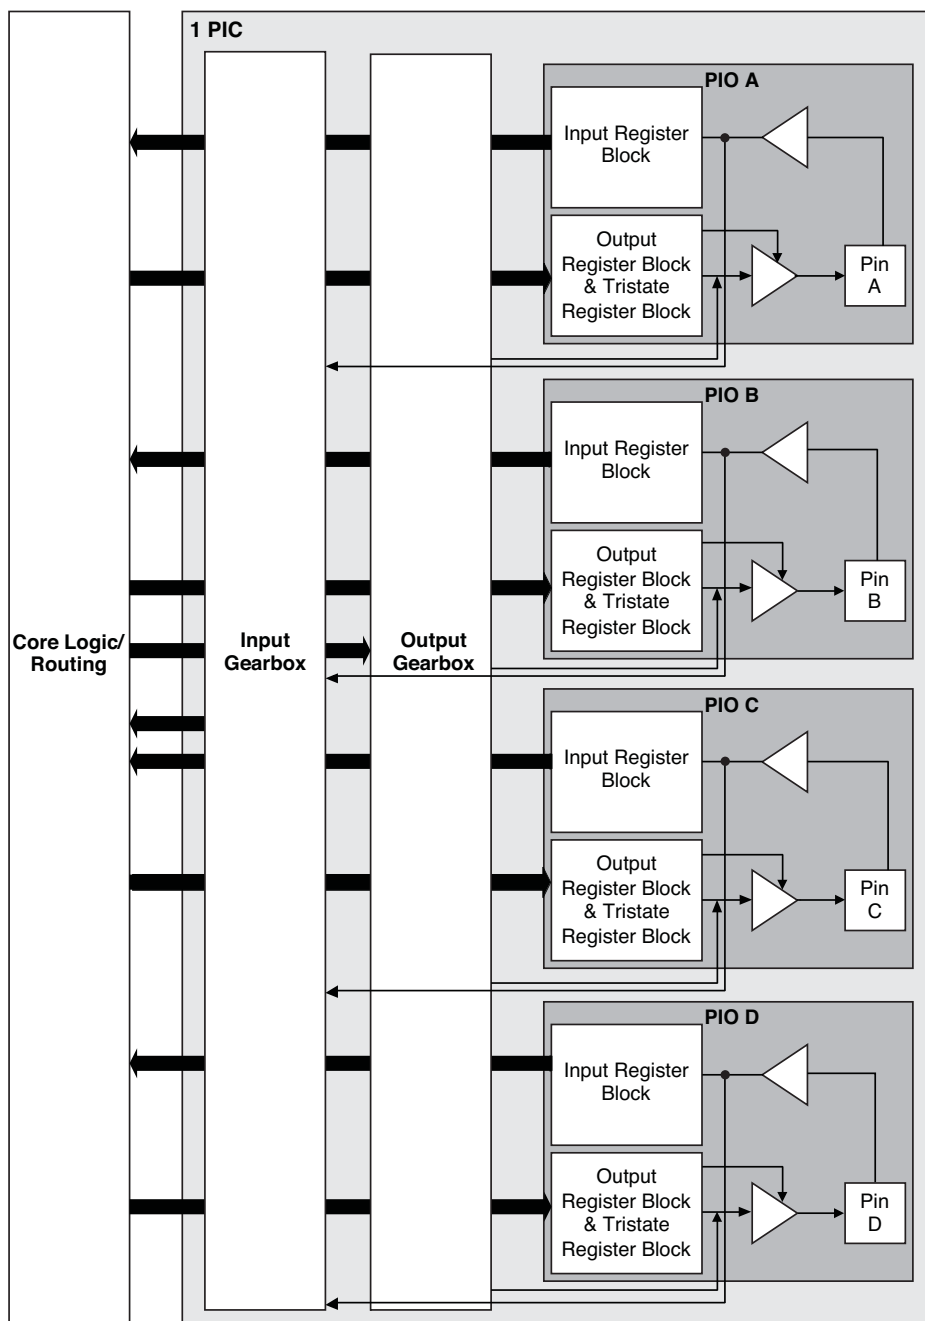 1 PIC
PIO A
Input Register
Block
Output
Register Block
& Tristate
Register Block
Pin
A
PIO B
Input Register
Block
Output
Register Block
& Tristate
Register Block
Pin
B
Core Logic/
Routing
Input
Gearbox
Output
Gearbox
PIO C
Input Register
Block
Output
Register Block
& Tristate
Register Block
Pin
C
PIO D
Input Register
Block
Output
Register Block
& Tristate
Register Block
Pin
D